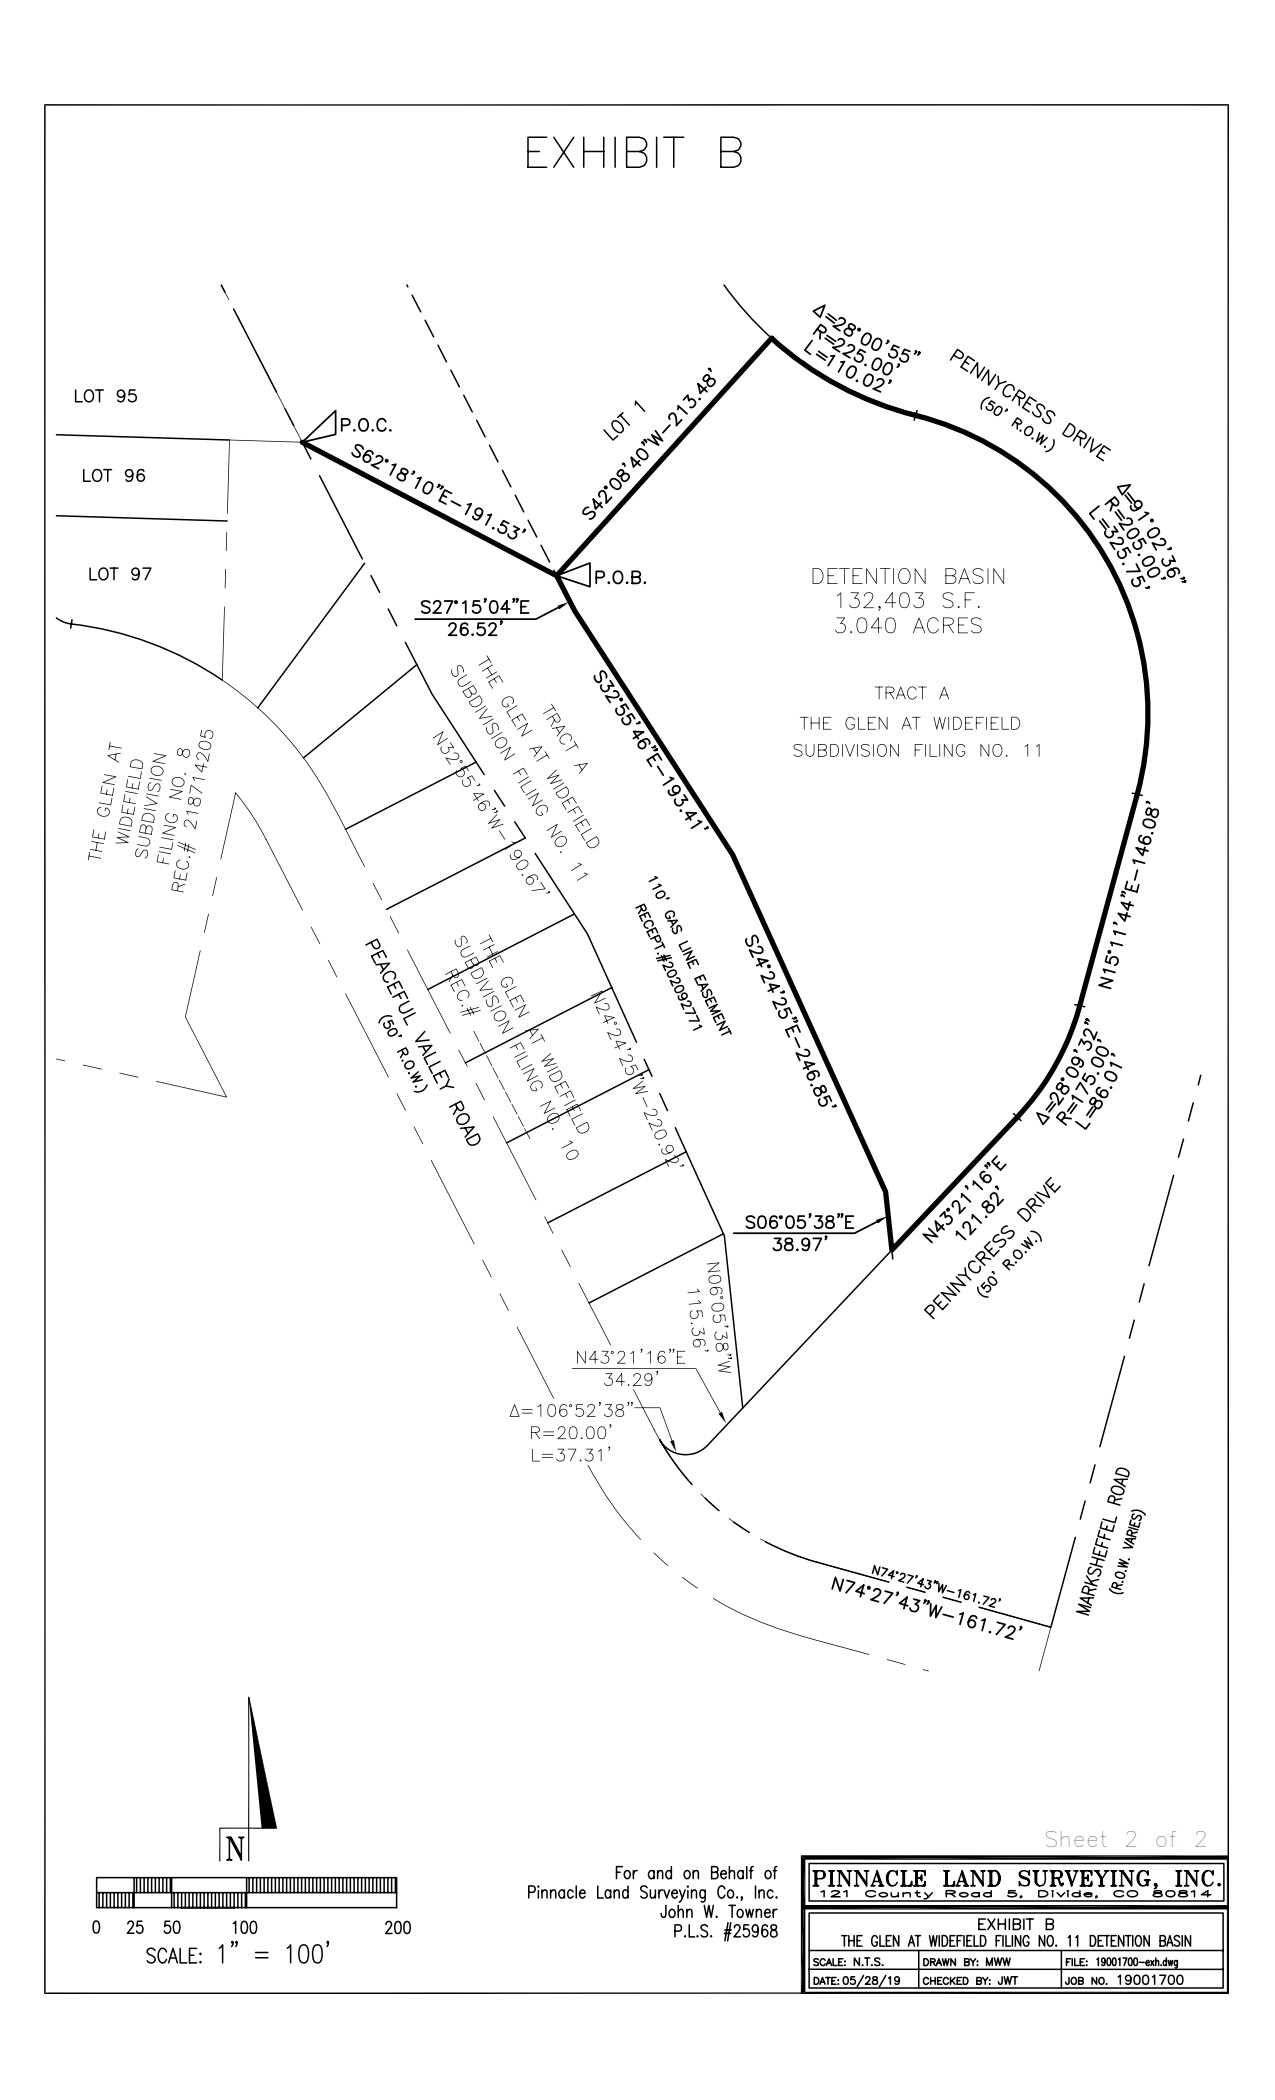 EXHIBIT B
Δ=28°00'55"
R=225.00'
L=110.02'
PENNYCRESS DRIVE
(50' R.O.W.)
LOT 95
P.O.C.
LOT 1
S42°08'40"W-213.48'
S62°18'10"E-191.53'
LOT 96
Δ=91°02'36"
R=205.00'
L=325.75'
LOT 97
P.O.B.
DETENTION BASIN
132,403 S.F.
3.040 ACRES
S27°15'04"E
26.52'
TRACT A
THE GLEN AT WIDEFIELD
SUBDIVISION FILING NO. 11
S32°55'46"E-193.41'
TRACT A
THE GLEN AT WIDEFIELD
SUBDIVISION FILING NO. 11
N32°55'46"W-190.67'
THE GLEN AT
WIDEFIELD
SUBDIVISION
FILING NO. 8
REC.# 218714205
N15°11'44"E-146.08'
110' GAS LINE EASEMENT
RECEPT.#202092771
S24°24'25"E-246.85'
PEACEFUL VALLEY ROAD
(50' R.O.W.)
THE GLEN AT WIDEFIELD
SUBDIVISION FILING NO. 10
REC.#
N24°24'25"W-220.92'
Δ=28°09'32"
R=175.00'
L=86.01'
N43°21'16"E
121.82'
PENNYCRESS DRIVE
(50' R.O.W.)
S06°05'38"E
38.97'
N06°05'38"W
115.36'
N43°21'16"E
34.29'
Δ=106°52'38"
R=20.00'
L=37.31'
MARKSHEFFEL ROAD
(R.O.W. VARIES)
N74°27'43"W-161.72'
N74°27'43"W-161.72'
N
0 25 50 100 200
SCALE: 1" = 100'
For and on Behalf of
Pinnacle Land Surveying Co., Inc.
John W. Towner
P.L.S. #25968
Sheet 2 of 2
PINNACLE LAND SURVEYING, INC.
121 County Road 5, Divide, CO 80814
EXHIBIT B
THE GLEN AT WIDEFIELD FILING NO. 11 DETENTION BASIN
SCALE: N.T.S. DRAWN BY: MWW FILE: 19001700-exh.dwg
DATE: 05/28/19 CHECKED BY: JWT JOB NO. 19001700